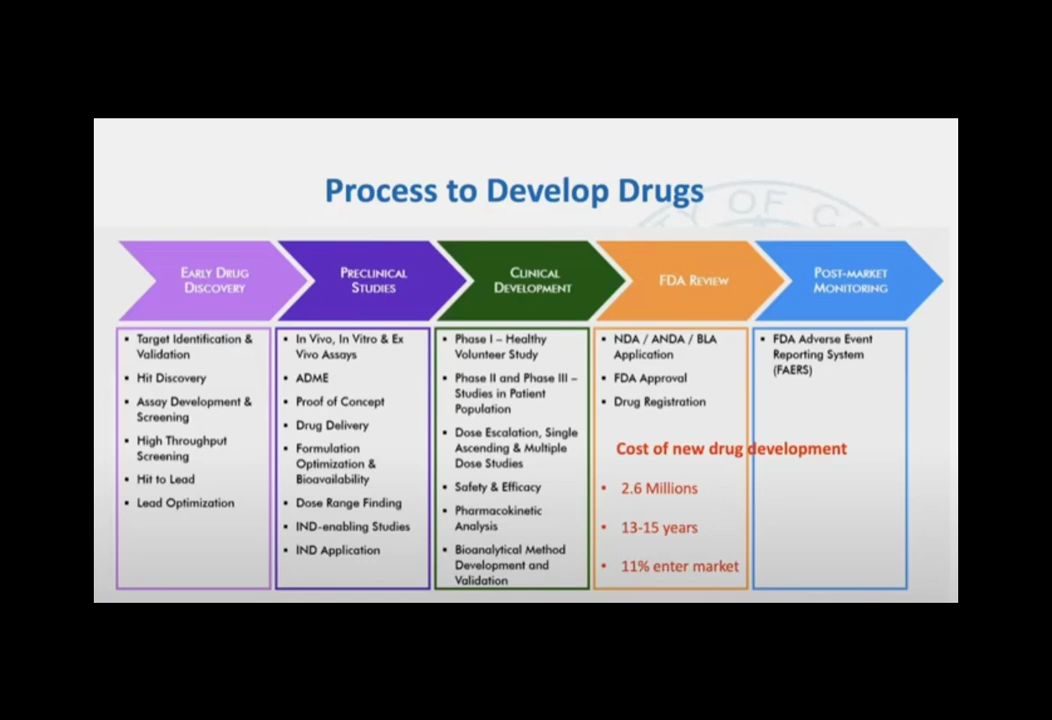 Process to Develop Drugs
EARLY DRUG
DISCOVERY
PRECLINICAL
STUDIES
CLINICAL
DEVELOPMENT
FDA REVIEW
POST-MARKET
MONITORING
▪ Target Identification &
Validation
▪ Hit Discovery
▪ Assay Development &
Screening
▪ High Throughput
Screening
▪ Hit to Lead
▪ Lead Optimization
▪ In Vivo, In Vitro & Ex
Vivo Assays
▪ ADME
▪ Proof of Concept
▪ Drug Delivery
▪ Formulation
Optimization &
Bioavailability
▪ Dose Range Finding
▪ IND-enabling Studies
▪ IND Application
▪ Phase I – Healthy
Volunteer Study
▪ Phase II and Phase III –
Studies in Patient
Population
▪ Dose Escalation, Single
Ascending & Multiple
Dose Studies
▪ Safety & Efficacy
▪ Pharmacokinetic
Analysis
▪ Bioanalytical Method
Development and
Validation
▪ NDA / ANDA / BLA
Application
▪ FDA Approval
▪ Drug Registration
▪ FDA Adverse Event
Reporting System
(FAERS)
Cost of new drug development
• 2.6 Millions
• 13-15 years
• 11% enter market